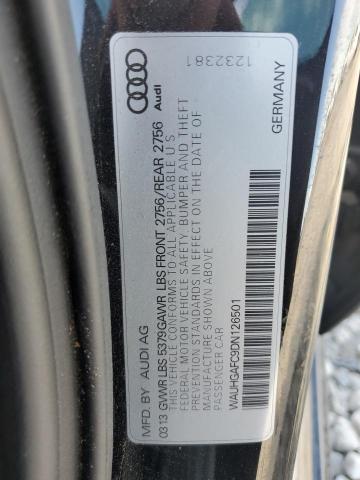 1232381
Audi
MFD. BY AUDI AG
GERMANY
0313 GVWR LBS 5379 GAWR LBS FRONT 2756/REAR 2756
THIS VEHICLE CONFORMS TO ALL APPLICABLE U S
FEDERAL MOTOR VEHICLE SAFETY, BUMPER AND THEFT
PREVENTION STANDARDS IN EFFECT ON THE DATE OF
MANUFACTURE SHOWN ABOVE
PASSENGER CAR
WAUHGAFC9DN126501